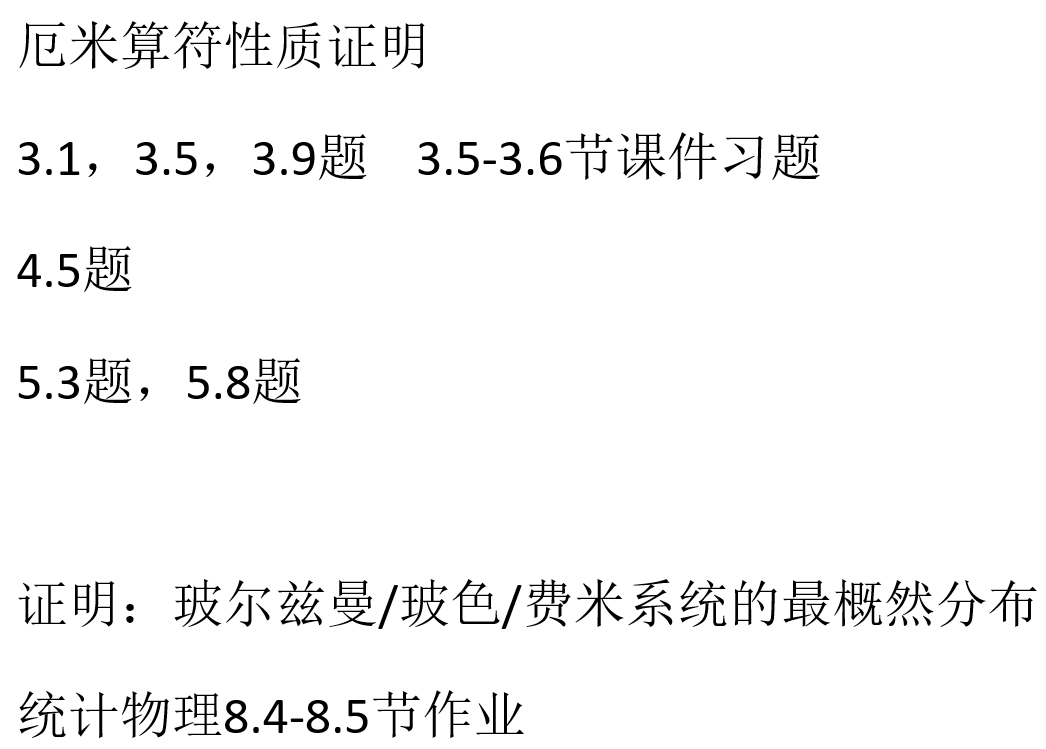 厄米算符性质证明
3.1，3.5，3.9题 3.5-3.6节课件习题
4.5题
5.3题，5.8题
证明：玻尔兹曼/玻色/费米系统的最概然分布
统计物理8.4-8.5节作业